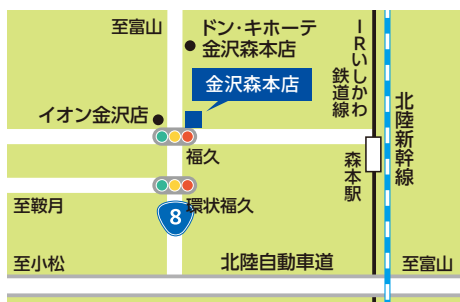 至富山
ドン・キホーテ
金沢森本店
金沢森本店
イオン金沢店
福久
環状福久
8
至鞍月
至小松
北陸自動車道
至富山
IRいしかわ
鉄道線
森本駅
北陸新幹線